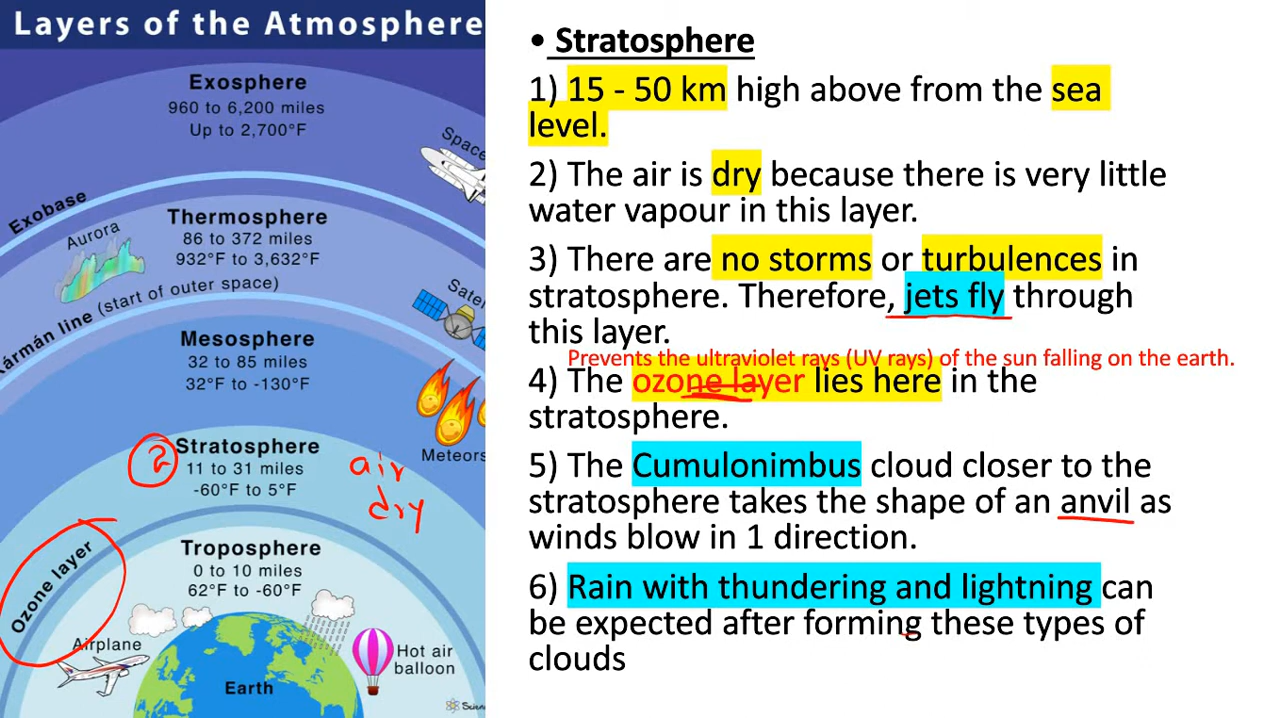 Layers of the Atmosphere
Exosphere
960 to 6,200 miles
Up to 2,700°F
Space
Exobase
Thermosphere
86 to 372 miles
932°F to 3,632°F
Aurora
(start of outer space)
Kármán line
Mesosphere
32 to 85 miles
32°F to -130°F
Meteors
2
Stratosphere
11 to 31 miles
-60°F to 5°F
air
dry
Ozone layer
Troposphere
0 to 10 miles
62°F to -60°F
Airplane
Hot air
balloon
Earth
• Stratosphere
1) 15 - 50 km high above from the sea
level.
2) The air is dry because there is very little
water vapour in this layer.
3) There are no storms or turbulences in
stratosphere. Therefore, jets fly through
this layer.
Prevents the ultraviolet rays (UV rays) of the sun falling on the earth.
4) The ozone layer lies here in the
stratosphere.
5) The Cumulonimbus cloud closer to the
stratosphere takes the shape of an anvil as
winds blow in 1 direction.
6) Rain with thundering and lightning can
be expected after forming these types of
clouds